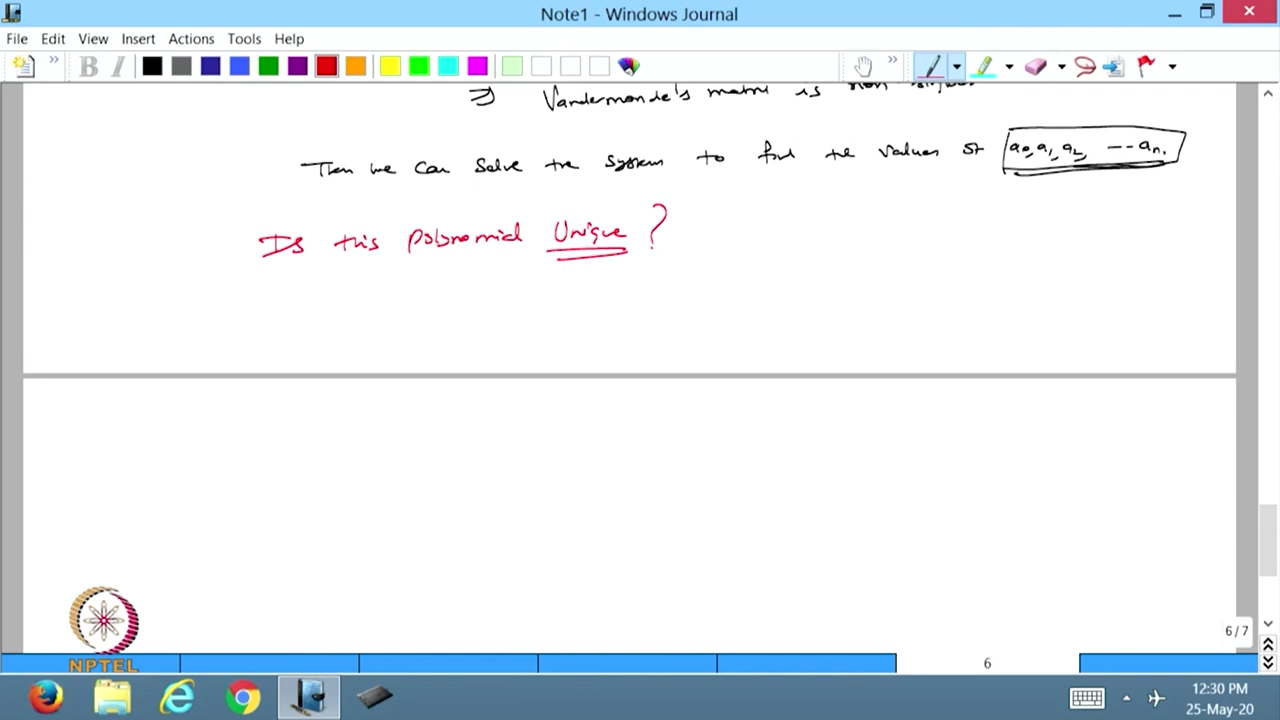 Note1 - Windows Journal
File Edit View Insert Actions Tools Help
⇒ Vandermonde's matrix is non
Then we can solve the system to find the values of a0, a1, a2, --- an.
Is this polynomial Unique?
6 / 7
NPTEL
6
12:30 PM
25-May-20